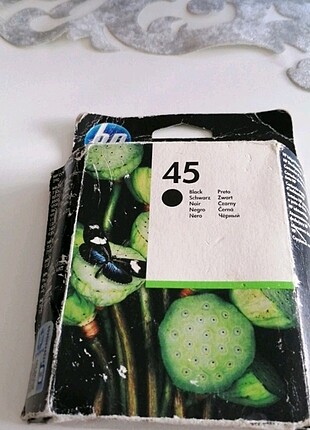 hp
45
Black Preto
Schwarz Zwart
Noir Czarny
Negro Černá
Nero Чёрный